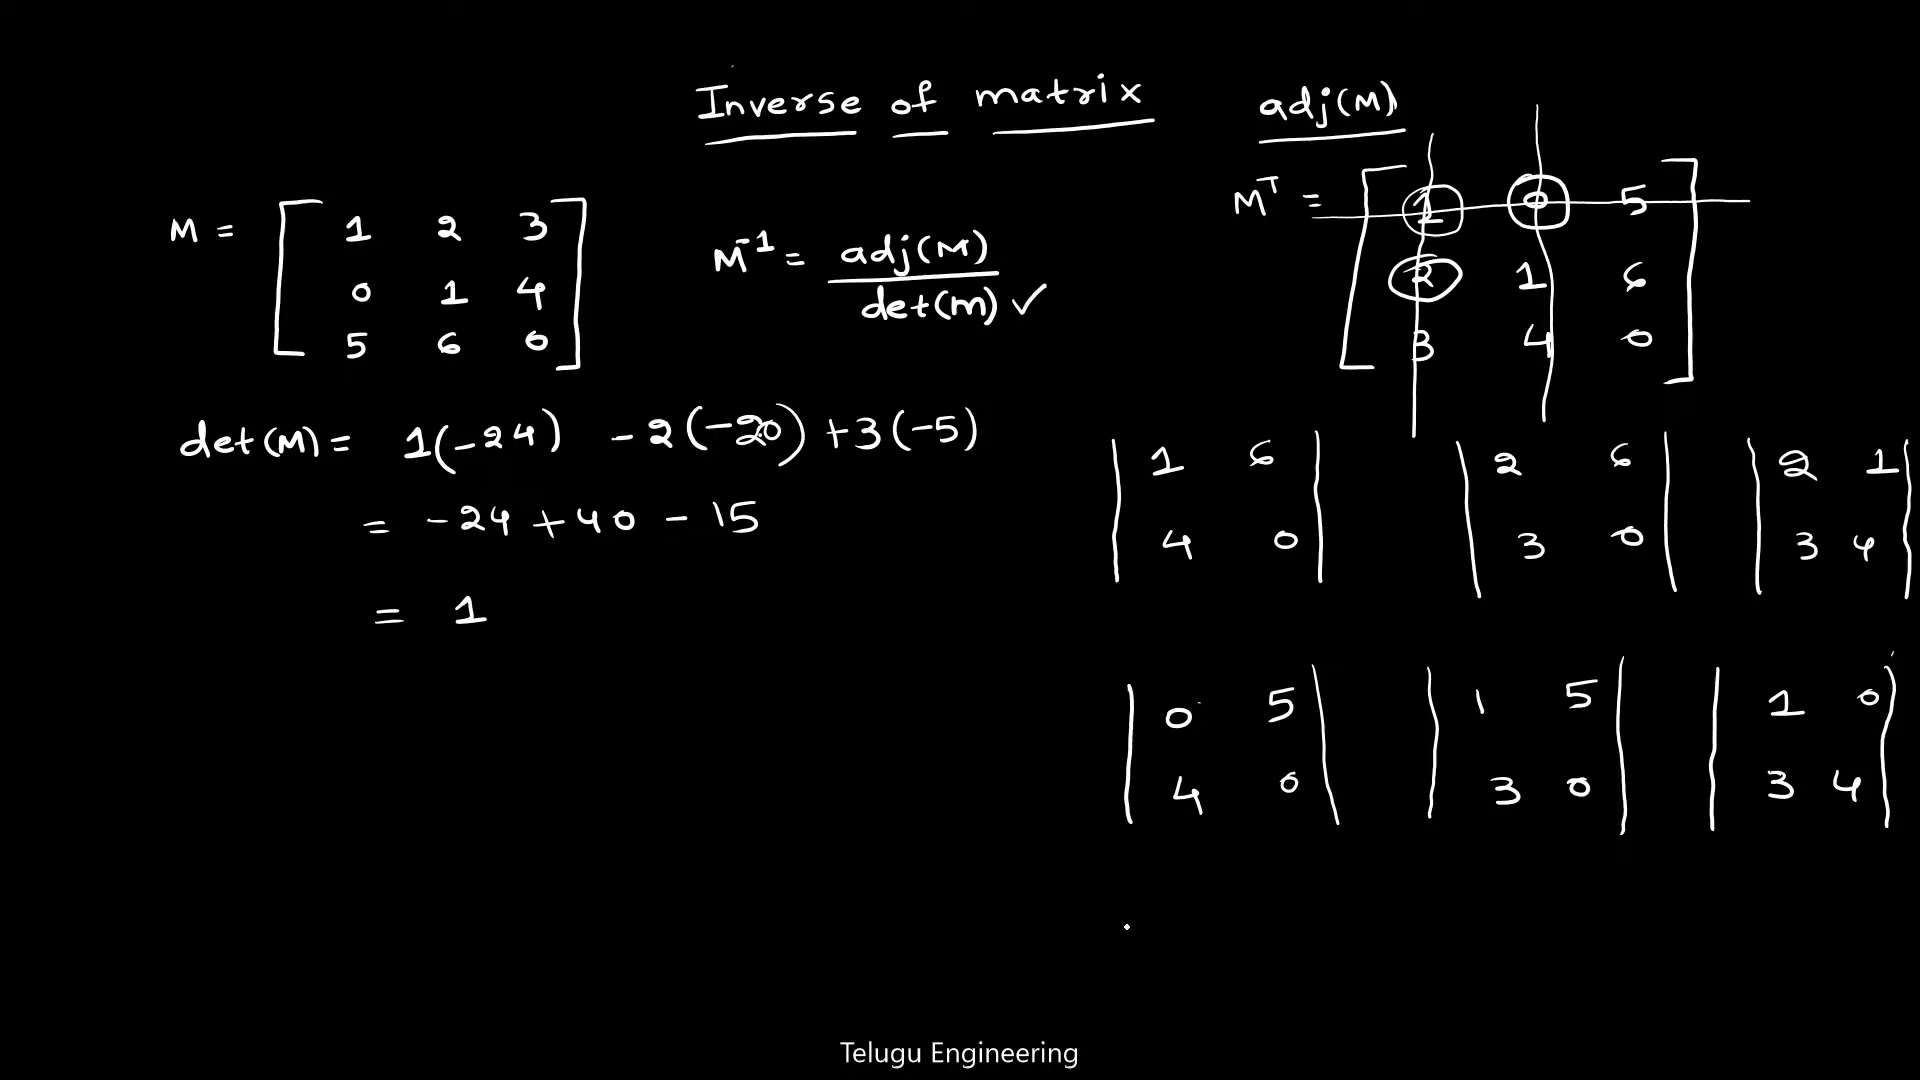 Inverse of matrix
adj(M)
M = [ 1 2 3
0 1 4
5 6 0 ]
M⁻¹ = adj(M)
det(m) ✓
Mᵀ = [ 1 0 5
2 1 6
3 4 0 ]
det(M) = 1(-24) - 2(-20) + 3(-5)
= -24 + 40 - 15
= 1
| 1 6 | | 2 6 | | 2 1 |
| 4 0 | | 3 0 | | 3 4 |
| 0 5 | | 1 5 | | 1 0 |
| 4 0 | | 3 0 | | 3 4 |
Telugu Engineering